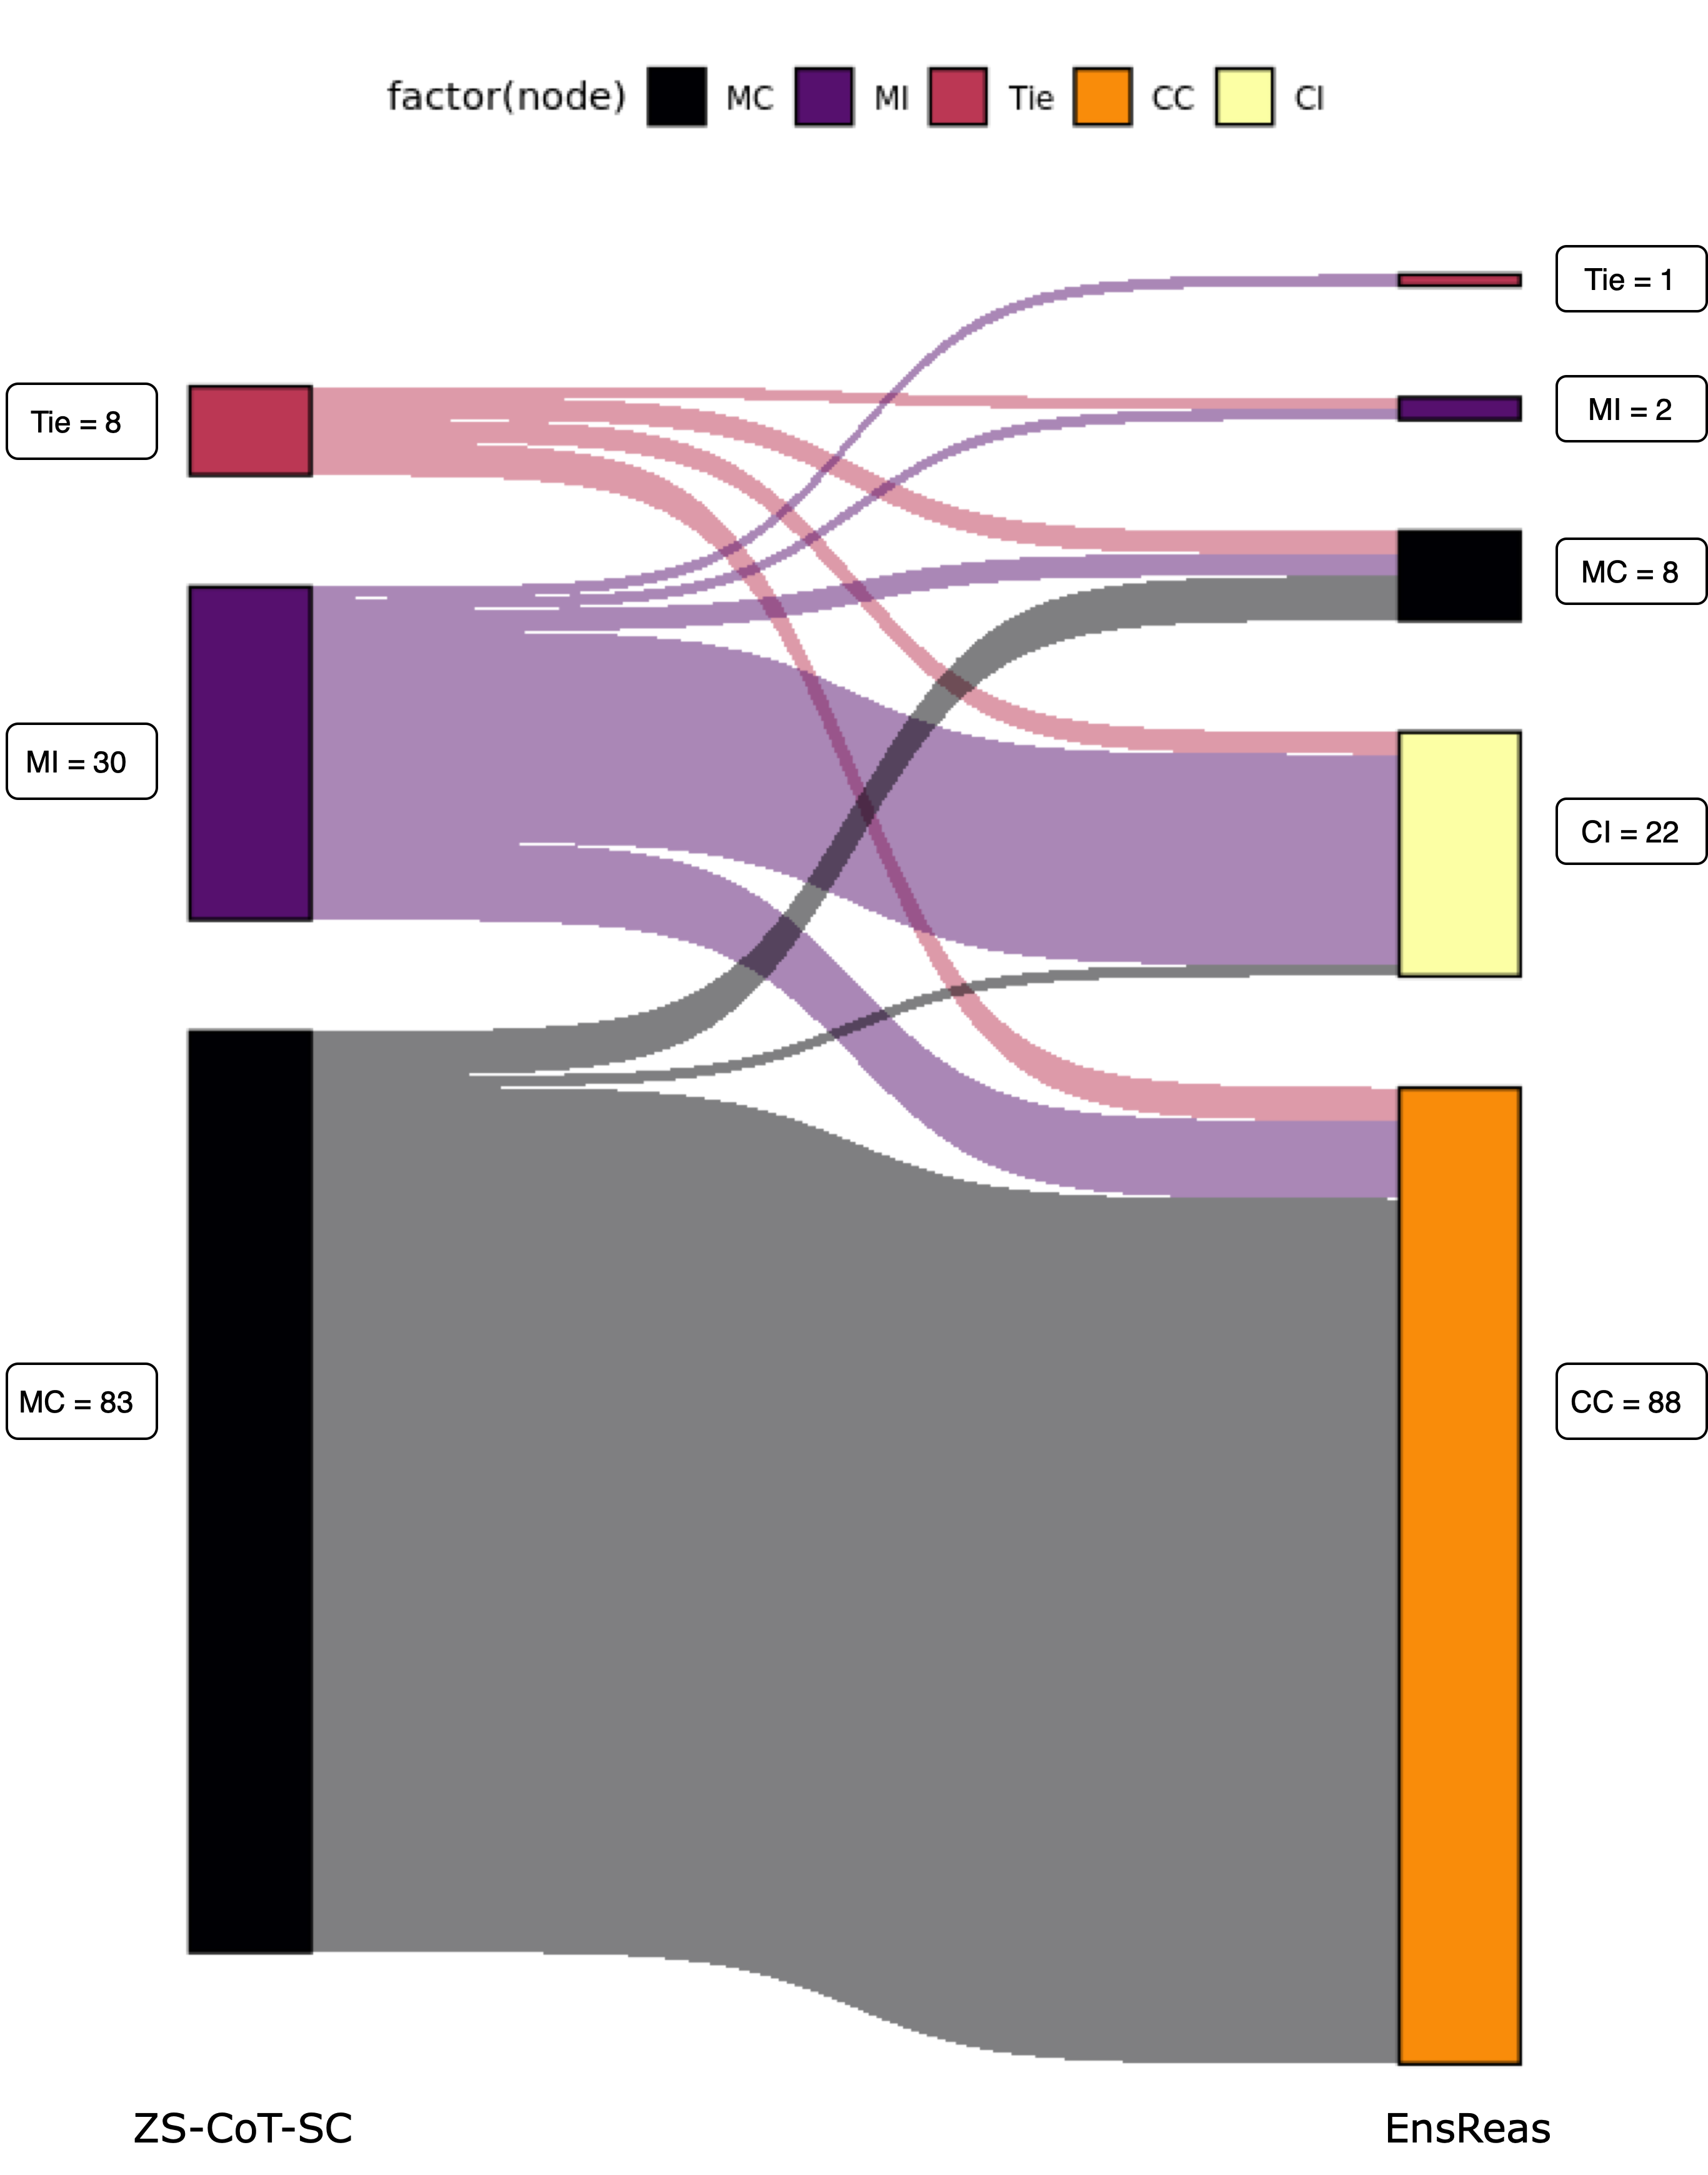 factor(node) MC MI Tie CC CI
Tie = 1
MI = 2
Tie = 8
MC = 8
MI = 30
CI = 22
MC = 83
CC = 88
ZS-CoT-SC
EnsReas